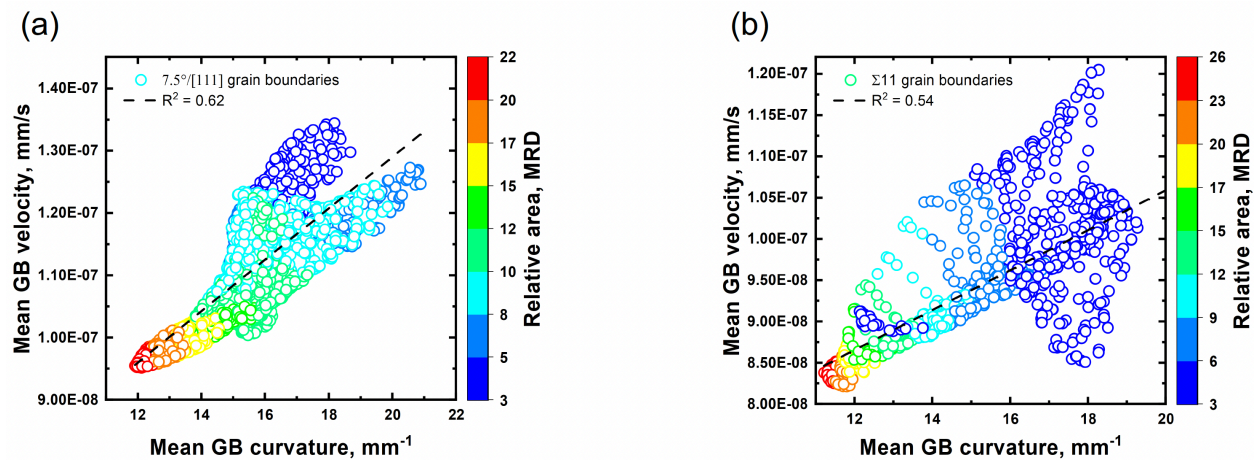 (a)
7.5°/[111] grain boundaries
R² = 0.62
1.40E-07
1.30E-07
1.20E-07
1.10E-07
1.00E-07
9.00E-08
Mean GB velocity, mm/s
12 14 16 18 20 22
Mean GB curvature, mm⁻¹
22
20
17
15
12
10
8
5
3
Relative area, MRD
(b)
Σ11 grain boundaries
R² = 0.54
1.20E-07
1.15E-07
1.10E-07
1.05E-07
1.00E-07
9.50E-08
9.00E-08
8.50E-08
8.00E-08
Mean GB velocity, mm/s
12 14 16 18 20
Mean GB curvature, mm⁻¹
26
23
20
17
15
12
9
6
3
Relative area, MRD